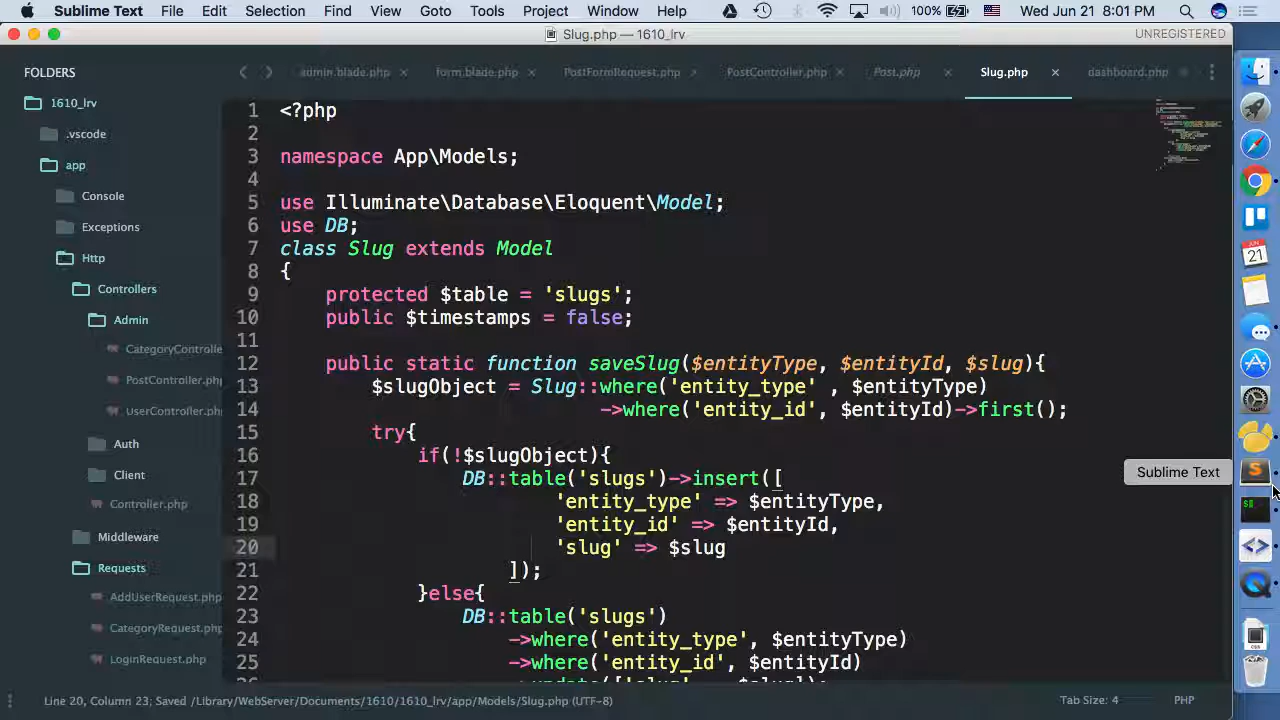 Sublime Text File Edit Selection Find View Goto Tools Project Window Help 100% Wed Jun 21 8:01 PM
Slug.php — 1610_lrv UNREGISTERED
FOLDERS
1610_lrv
.vscode
app
Console
Exceptions
Http
Controllers
Admin
CategoryControlle
PostController.php
UserController.php
Auth
Client
Controller.php
Middleware
Requests
AddUserRequest.php
CategoryRequest.php
LoginRequest.php
admin.blade.php × form.blade.php × PostFormRequest.php × PostController.php × Post.php × Slug.php × dashboard.php
1 <?php
2
3 namespace App\Models;
4
5 use Illuminate\Database\Eloquent\Model;
6 use DB;
7 class Slug extends Model
8 {
9 protected $table = 'slugs';
10 public $timestamps = false;
11
12 public static function saveSlug($entityType, $entityId, $slug){
13 $slugObject = Slug::where('entity_type' , $entityType)
14 ->where('entity_id', $entityId)->first();
15 try{
16 if(!$slugObject){
17 DB::table('slugs')->insert([
18 'entity_type' => $entityType,
19 'entity_id' => $entityId,
20 'slug' => $slug
21 ]);
22 }else{
23 DB::table('slugs')
24 ->where('entity_type', $entityType)
25 ->where('entity_id', $entityId)
Sublime Text
JUN
21
Line 20, Column 23; Saved /Library/WebServer/Documents/1610/1610_lrv/app/Models/Slug.php (UTF-8) Tab Size: 4 PHP